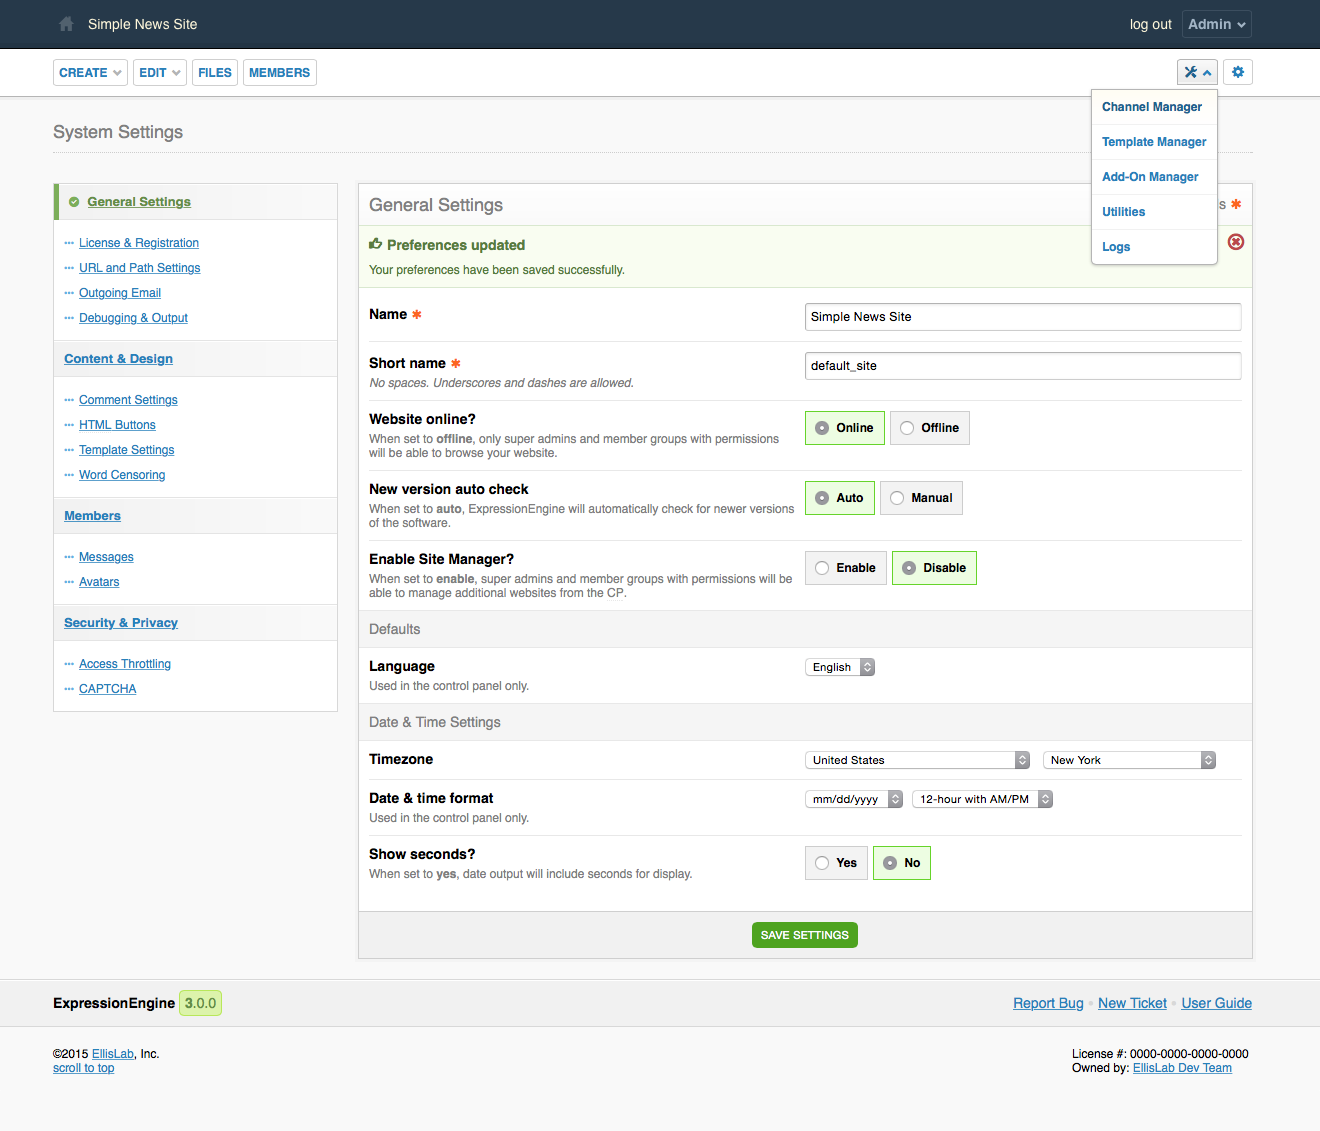 Simple News Site
log out
Admin
CREATE
EDIT
FILES
MEMBERS
Channel Manager
Template Manager
Add-On Manager
Utilities
Logs
System Settings
General Settings
License & Registration
URL and Path Settings
Outgoing Email
Debugging & Output
Content & Design
Comment Settings
HTML Buttons
Template Settings
Word Censoring
Members
Messages
Avatars
Security & Privacy
Access Throttling
CAPTCHA
General Settings
s ✱
Preferences updated
Your preferences have been saved successfully.
Name ✱
Simple News Site
Short name ✱
No spaces. Underscores and dashes are allowed.
default_site
Website online?
When set to offline, only super admins and member groups with permissions
will be able to browse your website.
Online
Offline
New version auto check
When set to auto, ExpressionEngine will automatically check for newer versions
of the software.
Auto
Manual
Enable Site Manager?
When set to enable, super admins and member groups with permissions will be
able to manage additional websites from the CP.
Enable
Disable
Defaults
Language
Used in the control panel only.
English
Date & Time Settings
Timezone
United States
New York
Date & time format
Used in the control panel only.
mm/dd/yyyy
12-hour with AM/PM
Show seconds?
When set to yes, date output will include seconds for display.
Yes
No
SAVE SETTINGS
ExpressionEngine 3.0.0
Report Bug • New Ticket • User Guide
©2015 EllisLab, Inc.
scroll to top
License #: 0000-0000-0000-0000
Owned by: EllisLab Dev Team